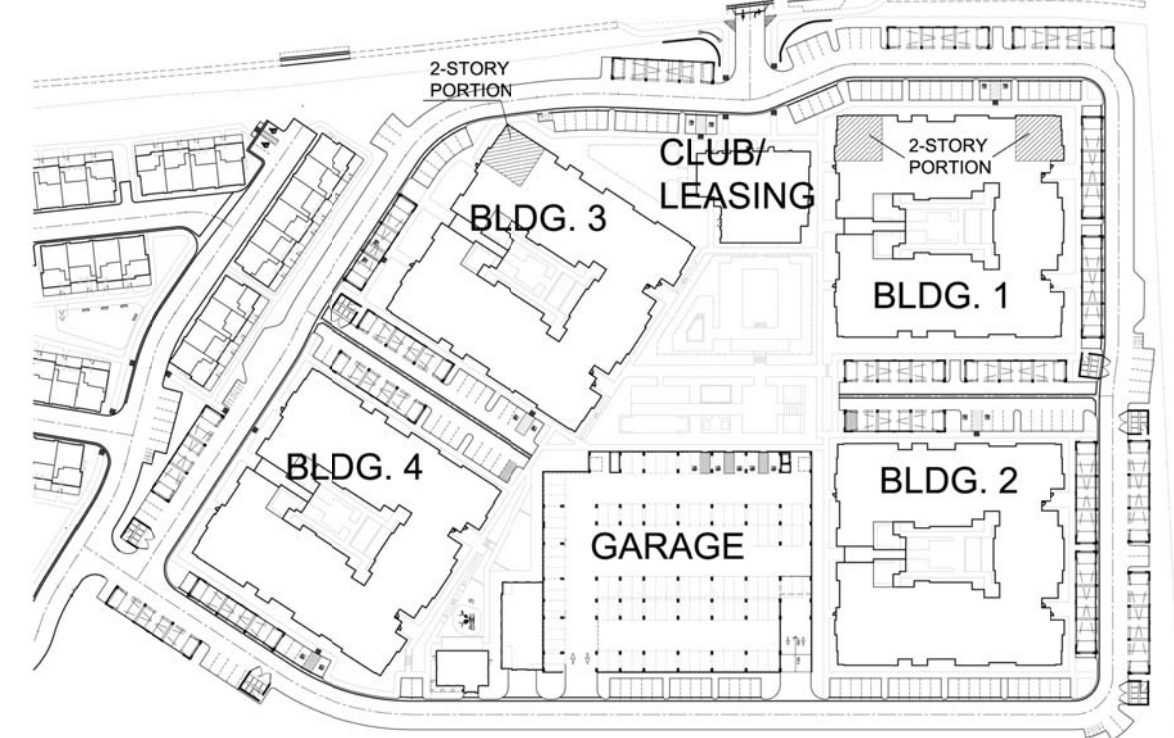 2-STORY
PORTION
CLUB/
LEASING
2-STORY
PORTION
BLDG. 3
BLDG. 1
BLDG. 4
BLDG. 2
GARAGE